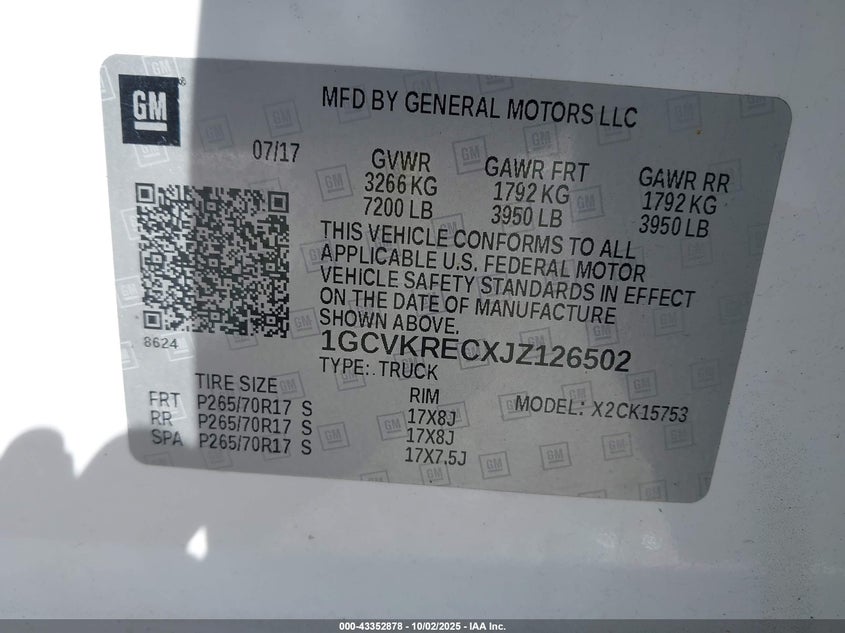 GM
MFD BY GENERAL MOTORS LLC
07/17
GVWR
3266 KG
7200 LB
GAWR FRT
1792 KG
3950 LB
GAWR RR
1792 KG
3950 LB
THIS VEHICLE CONFORMS TO ALL
APPLICABLE U.S. FEDERAL MOTOR
VEHICLE SAFETY STANDARDS IN EFFECT
ON THE DATE OF MANUFACTURE
SHOWN ABOVE.
8624
1GCVKRECXJZ126502
TYPE: TRUCK
TIRE SIZE
RIM
MODEL: X2CK15753
FRT P265/70R17 S 17X8J
RR P265/70R17 S 17X8J
SPA P265/70R17 S 17X7.5J
000-43352878 - 10/02/2025 - IAA Inc.